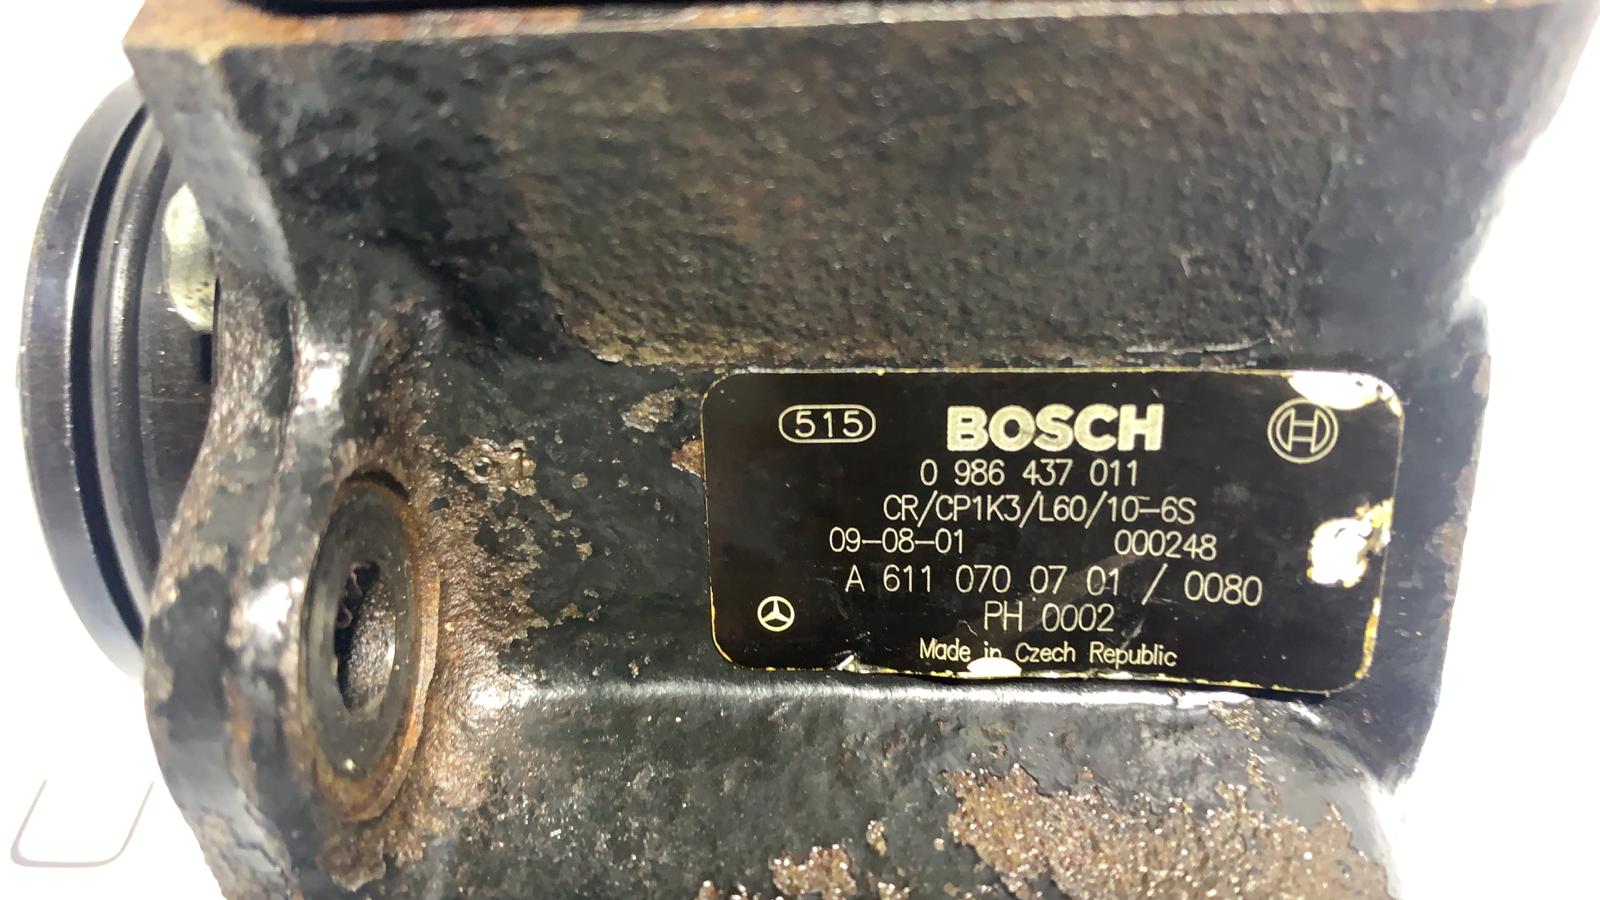 515 BOSCH
0 986 437 011
CR/CP1K3/L60/10-6S
09-08-01 000248
A 611 070 07 01 / 0080
PH 0002
Made in Czech Republic